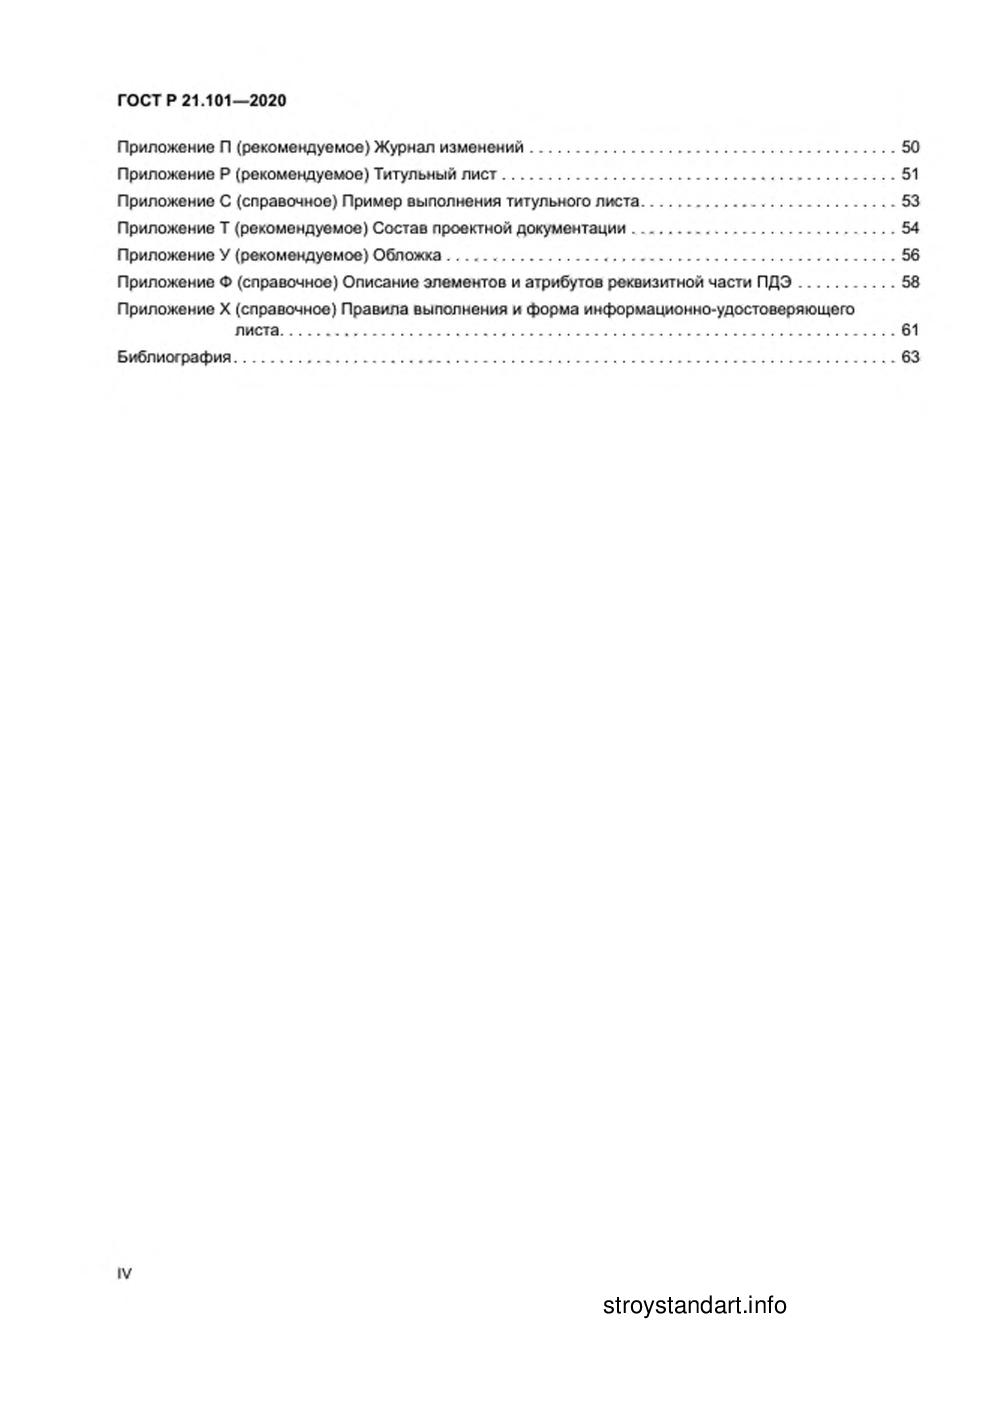 ГОСТ Р 21.101—2020
Приложение П (рекомендуемое) Журнал изменений . . . . . . . . . . . . . . . . . . . . . . . . . . . . . . . . . . . . . . . . 50
Приложение Р (рекомендуемое) Титульный лист . . . . . . . . . . . . . . . . . . . . . . . . . . . . . . . . . . . . . . . . . . . 51
Приложение С (справочное) Пример выполнения титульного листа. . . . . . . . . . . . . . . . . . . . . . . . . . . . 53
Приложение Т (рекомендуемое) Состав проектной документации . . . . . . . . . . . . . . . . . . . . . . . . . . . . . 54
Приложение У (рекомендуемое) Обложка . . . . . . . . . . . . . . . . . . . . . . . . . . . . . . . . . . . . . . . . . . . . . . . . . 56
Приложение Ф (справочное) Описание элементов и атрибутов реквизитной части ПДЭ . . . . . . . . . . . 58
Приложение Х (справочное) Правила выполнения и форма информационно-удостоверяющего
листа. . . . . . . . . . . . . . . . . . . . . . . . . . . . . . . . . . . . . . . . . . . . . . . . . . . . . . . . . . . . . . . . . . . 61
Библиография. . . . . . . . . . . . . . . . . . . . . . . . . . . . . . . . . . . . . . . . . . . . . . . . . . . . . . . . . . . . . . . . . . . . . . . . 63
IV
stroystandart.info